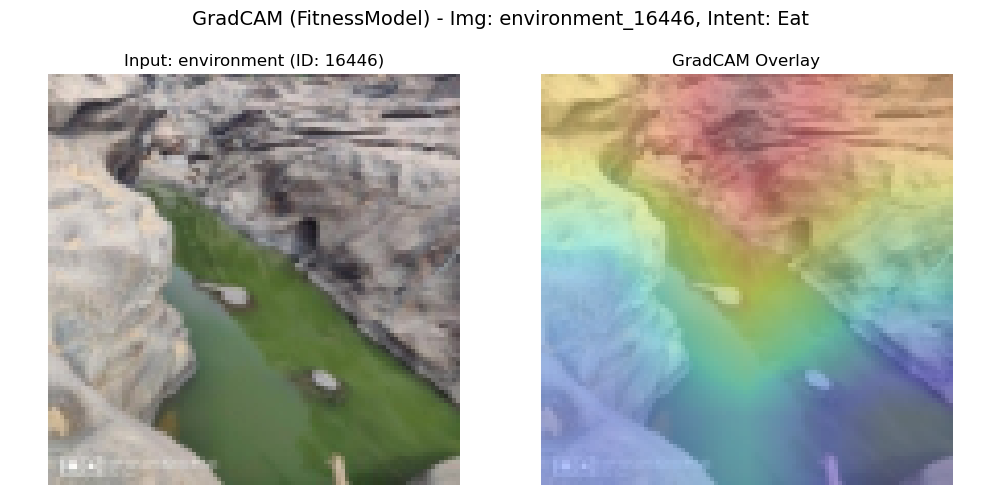 GradCAM (FitnessModel) - Img: environment_16446, Intent: Eat
Input: environment (ID: 16446)
GradCAM Overlay